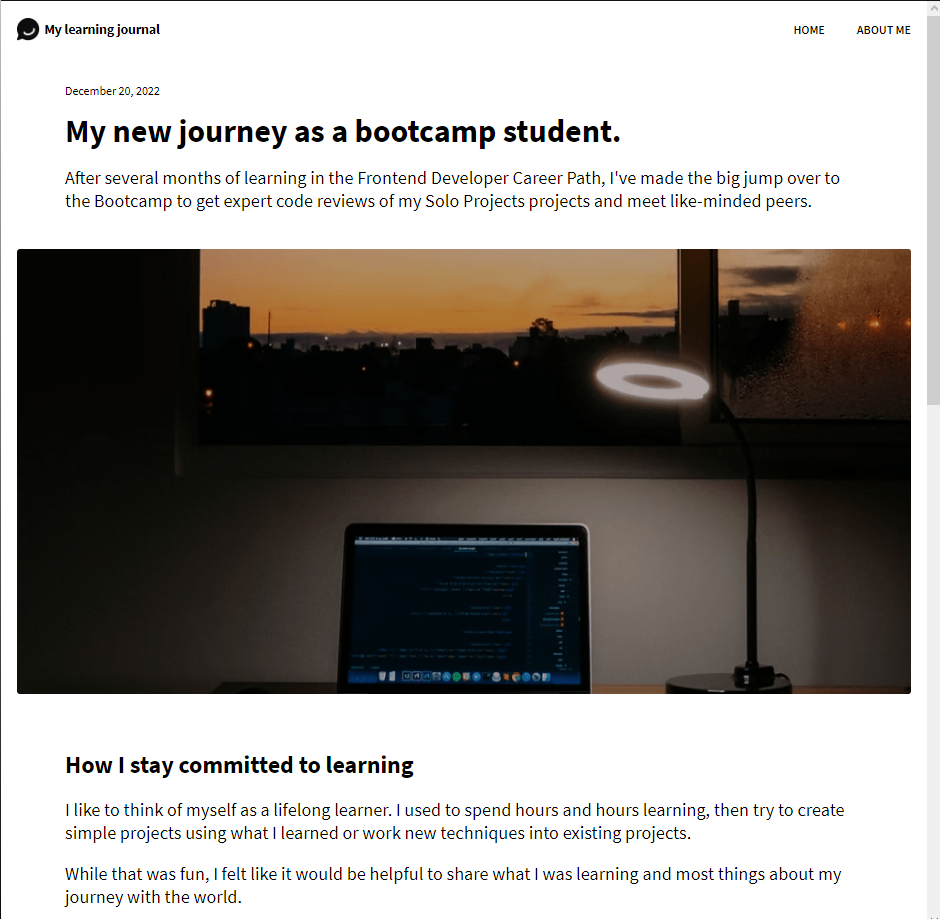 My learning journal
HOME
ABOUT ME
December 20, 2022
My new journey as a bootcamp student.
After several months of learning in the Frontend Developer Career Path, I've made the big jump over to
the Bootcamp to get expert code reviews of my Solo Projects projects and meet like-minded peers.
How I stay committed to learning
I like to think of myself as a lifelong learner. I used to spend hours and hours learning, then try to create
simple projects using what I learned or work new techniques into existing projects.
While that was fun, I felt like it would be helpful to share what I was learning and most things about my
journey with the world.